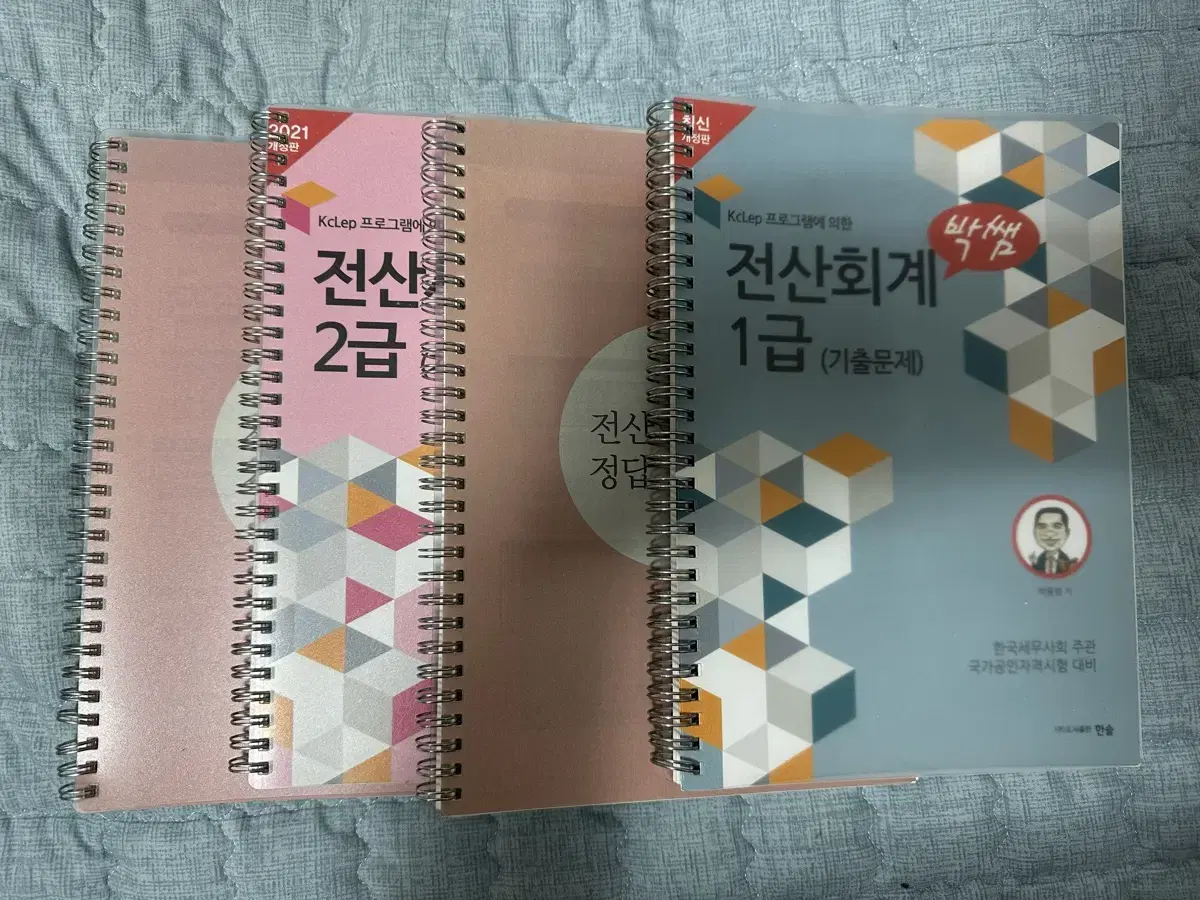 2021
개정판
KcLep 프로그램에
전산
2급
전산
정답
최신
개정판
KcLep 프로그램에 의한
박쌤
전산회계
1급 (기출문제)
한국세무사회 주관
국가공인자격시험 대비
한솔